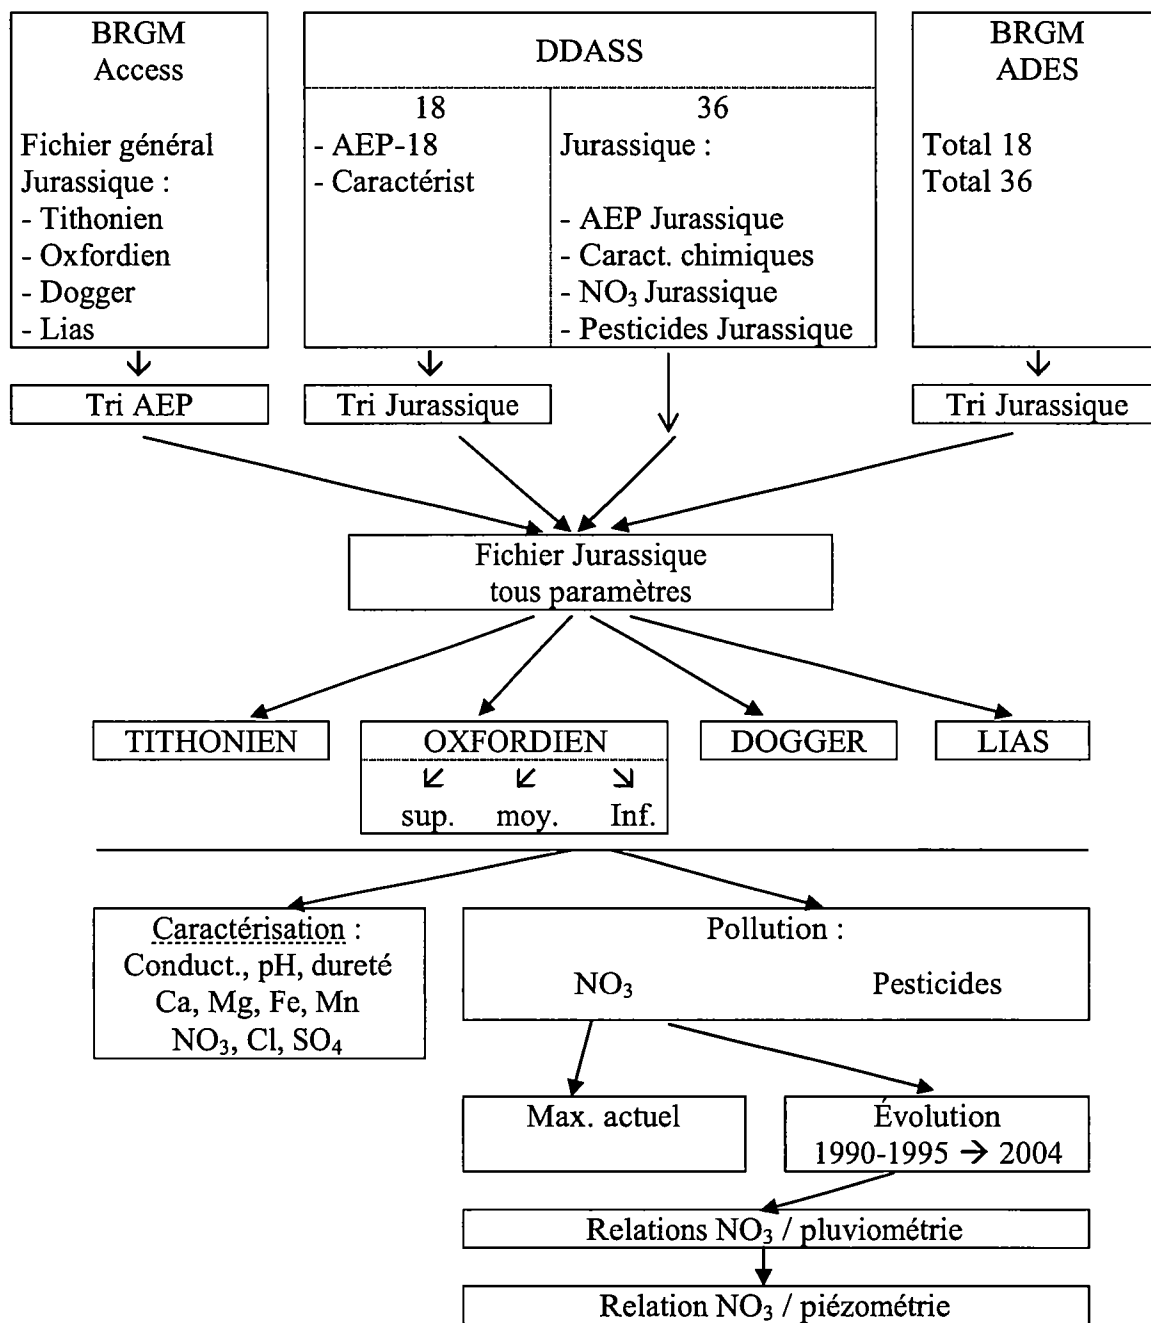 BRGM
Access
Fichier général
Jurassique :
- Tithonien
- Oxfordien
- Dogger
- Lias
DDASS
18
- AEP-18
- Caractérist
36
Jurassique :
- AEP Jurassique
- Caract. chimiques
- NO₃ Jurassique
- Pesticides Jurassique
BRGM
ADES
Total 18
Total 36
Tri AEP
Tri Jurassique
Tri Jurassique
Fichier Jurassique
tous paramètres
TITHONIEN
OXFORDIEN
sup. moy. Inf.
DOGGER
LIAS
Caractérisation :
Conduct., pH, dureté
Ca, Mg, Fe, Mn
NO₃, Cl, SO₄
Pollution :
NO₃ Pesticides
Max. actuel
Évolution
1990-1995 → 2004
Relations NO₃ / pluviométrie
Relation NO₃ / piézométrie